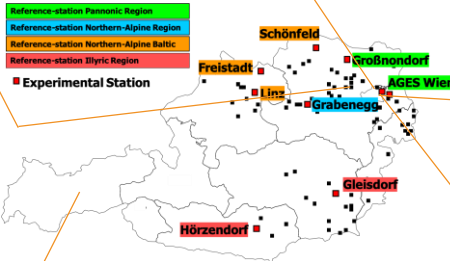 Reference-station Pannonic Region
Reference-station Northern-Alpine Region
Reference-station Northern-Alpine Baltic
Reference-station Illyric Region
Experimental Station
Schönfeld
Großnondorf
Freistadt
AGES Wien
Linz
Grabenegg
Gleisdorf
Hörzendorf